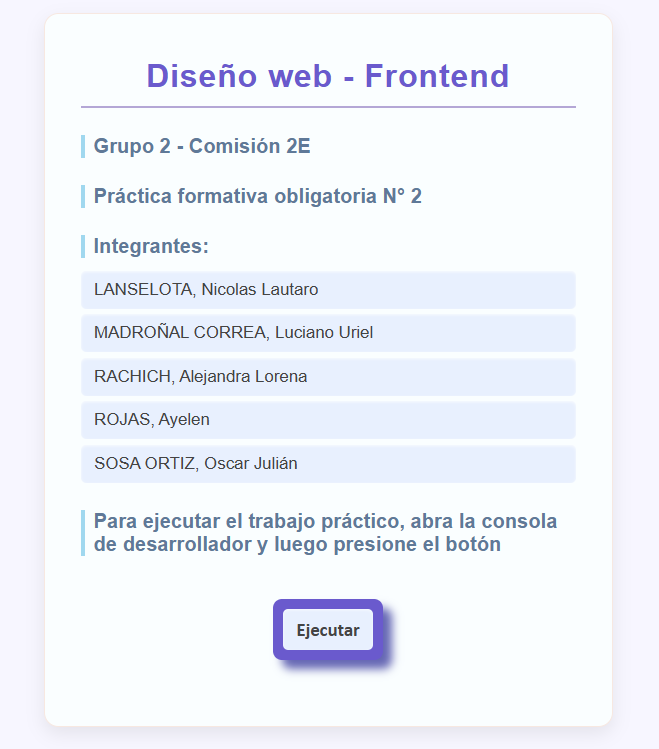 Diseño web - Frontend
Grupo 2 - Comisión 2E
Práctica formativa obligatoria N° 2
Integrantes:
LANSELOTA, Nicolas Lautaro
MADROÑAL CORREA, Luciano Uriel
RACHICH, Alejandra Lorena
ROJAS, Ayelen
SOSA ORTIZ, Oscar Julián
Para ejecutar el trabajo práctico, abra la consola
de desarrollador y luego presione el botón
Ejecutar